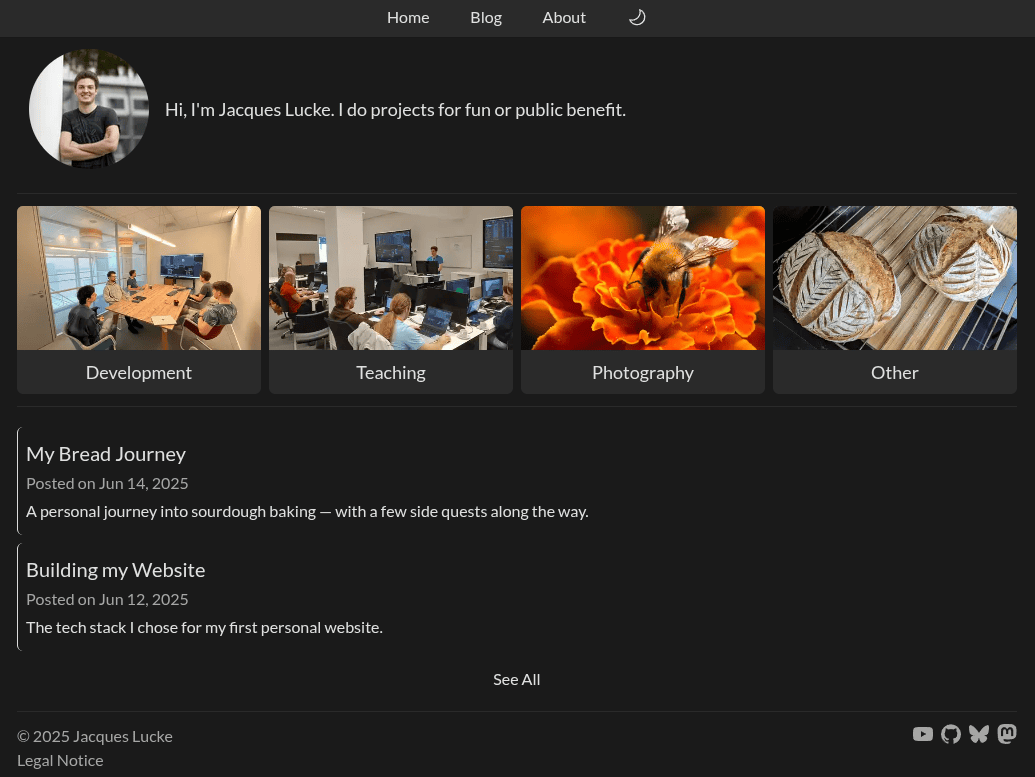 Home Blog About
Hi, I'm Jacques Lucke. I do projects for fun or public benefit.
Development Teaching Photography Other
My Bread Journey
Posted on Jun 14, 2025
A personal journey into sourdough baking — with a few side quests along the way.
Building my Website
Posted on Jun 12, 2025
The tech stack I chose for my first personal website.
See All
© 2025 Jacques Lucke
Legal Notice